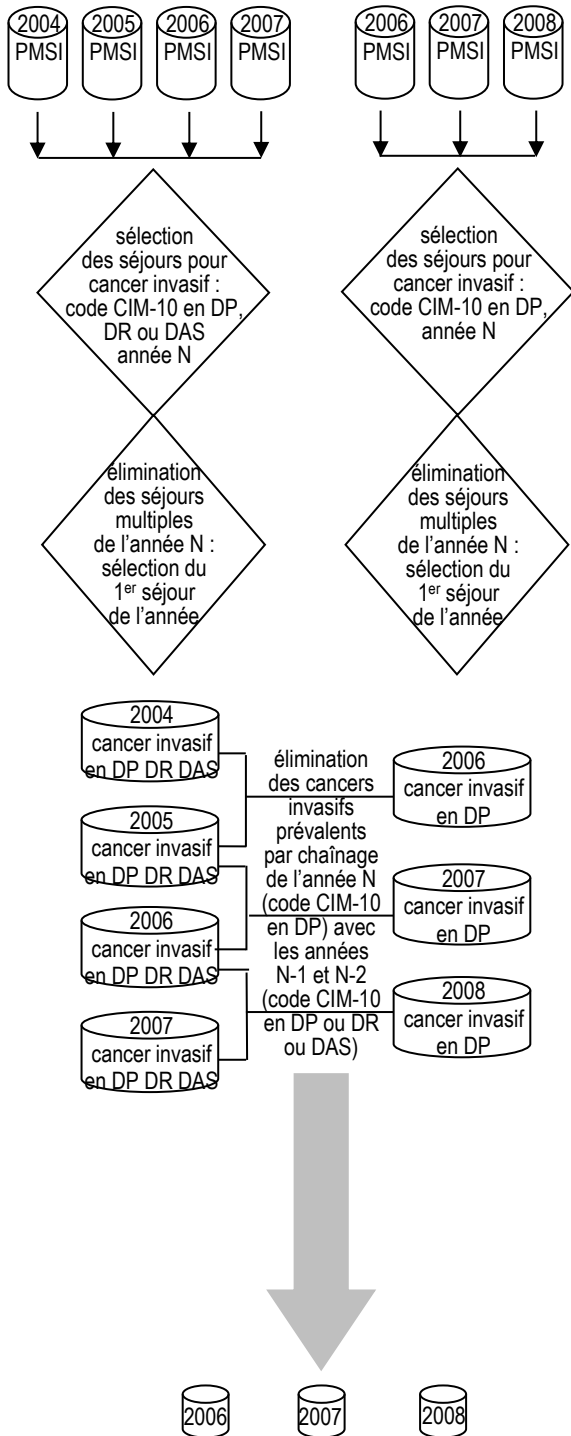 2004
PMSI
2005
PMSI
2006
PMSI
2007
PMSI
2006
PMSI
2007
PMSI
2008
PMSI
sélection
des séjours pour
cancer invasif :
code CIM-10 en DP,
DR ou DAS
année N
sélection
des séjours pour
cancer invasif :
code CIM-10 en DP,
année N
élimination
des séjours
multiples
de l’année N :
sélection du
1er séjour
de l’année
élimination
des séjours
multiples
de l’année N :
sélection du
1er séjour
de l’année
2004
cancer invasif
en DP DR DAS
2005
cancer invasif
en DP DR DAS
2006
cancer invasif
en DP DR DAS
2007
cancer invasif
en DP DR DAS
élimination
des cancers
invasifs
prévalents
par chaînage
de l’année N
(code CIM-10
en DP) avec
les années
N-1 et N-2
(code CIM-10
en DP ou DR
ou DAS)
2006
cancer invasif
en DP
2007
cancer invasif
en DP
2008
cancer invasif
en DP
2006
2007
2008